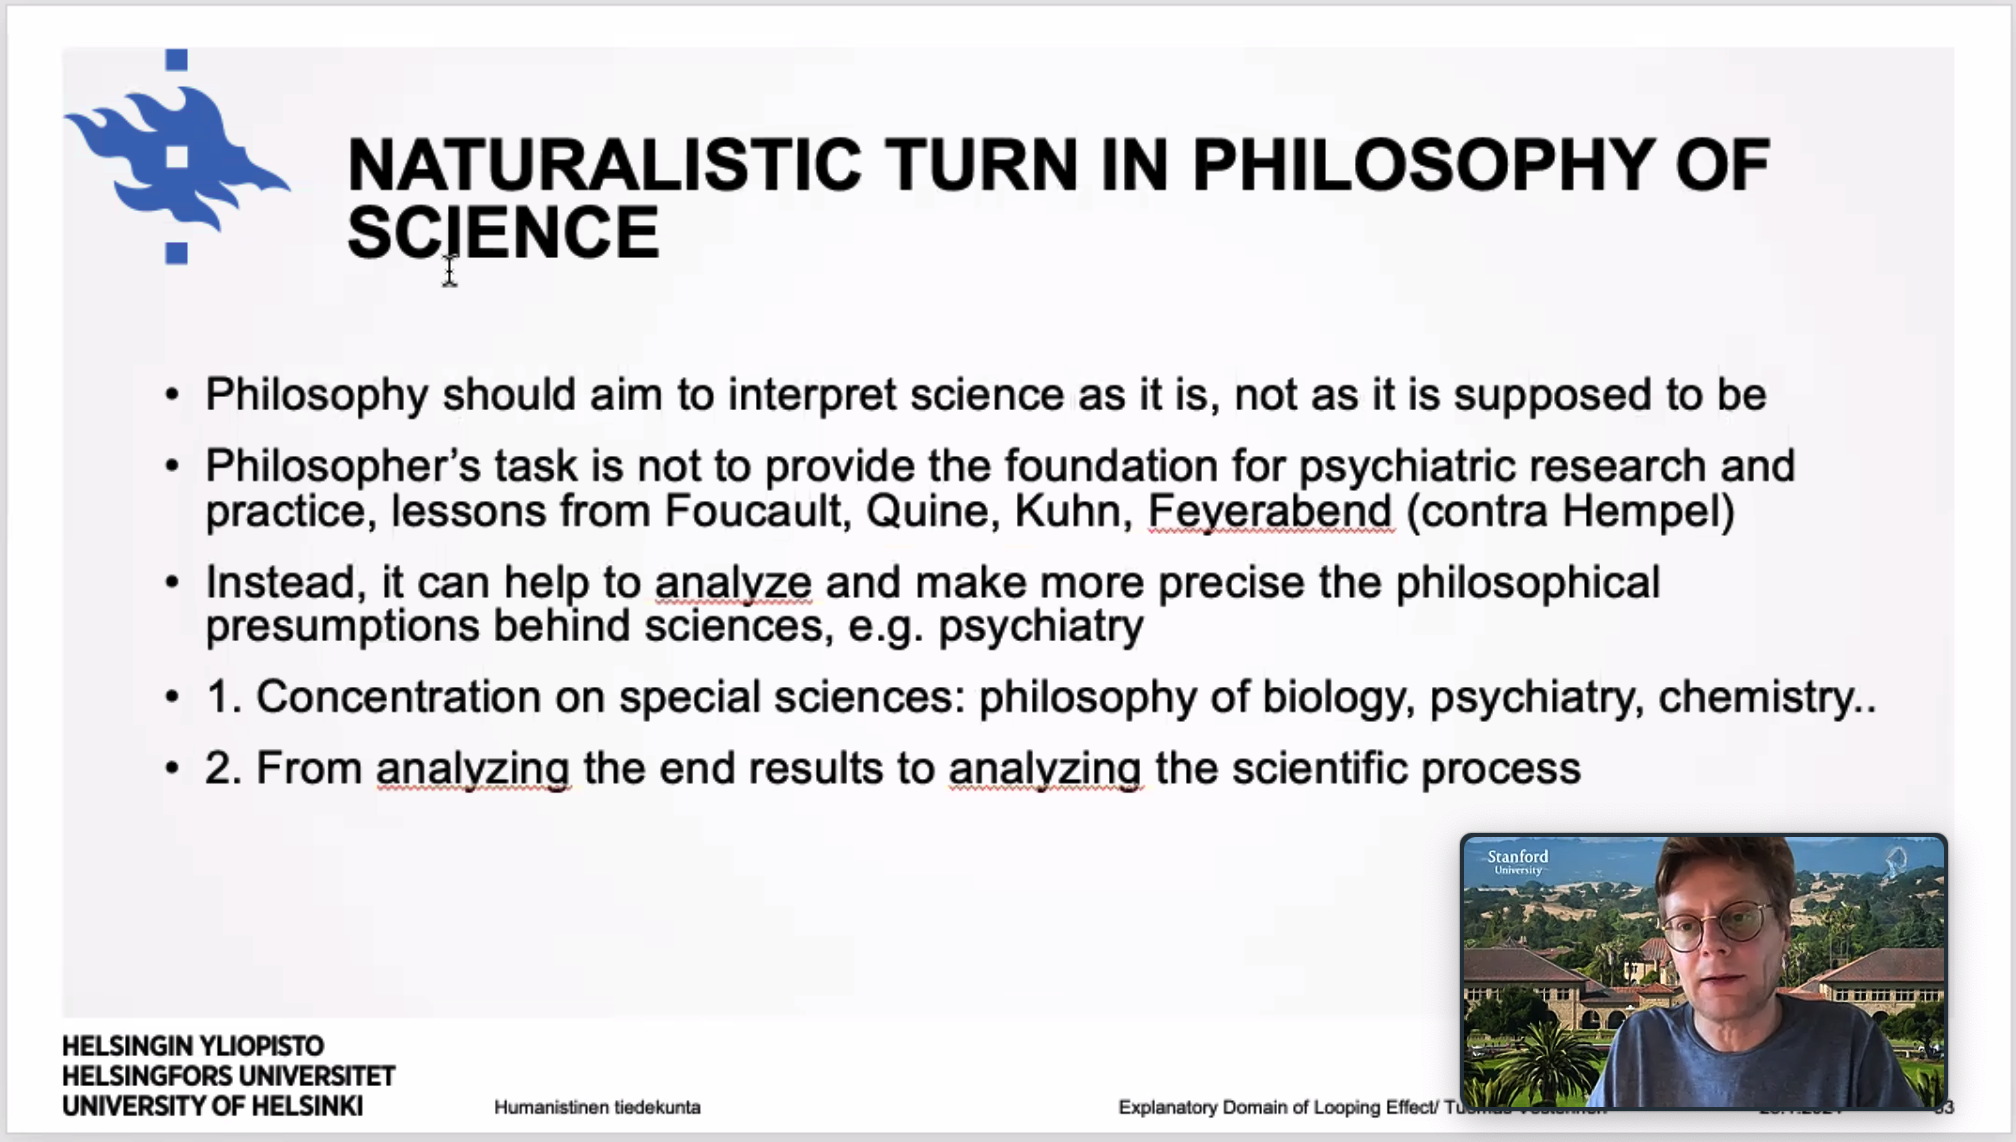 NATURALISTIC TURN IN PHILOSOPHY OF
SCIENCE
• Philosophy should aim to interpret science as it is, not as it is supposed to be
• Philosopher’s task is not to provide the foundation for psychiatric research and
practice, lessons from Foucault, Quine, Kuhn, Feyerabend (contra Hempel)
• Instead, it can help to analyze and make more precise the philosophical
presumptions behind sciences, e.g. psychiatry
• 1. Concentration on special sciences: philosophy of biology, psychiatry, chemistry..
• 2. From analyzing the end results to analyzing the scientific process
Stanford
University
HELSINGIN YLIOPISTO
HELSINGFORS UNIVERSITET
UNIVERSITY OF HELSINKI
Humanistinen tiedekunta
Explanatory Domain of Looping Effect/